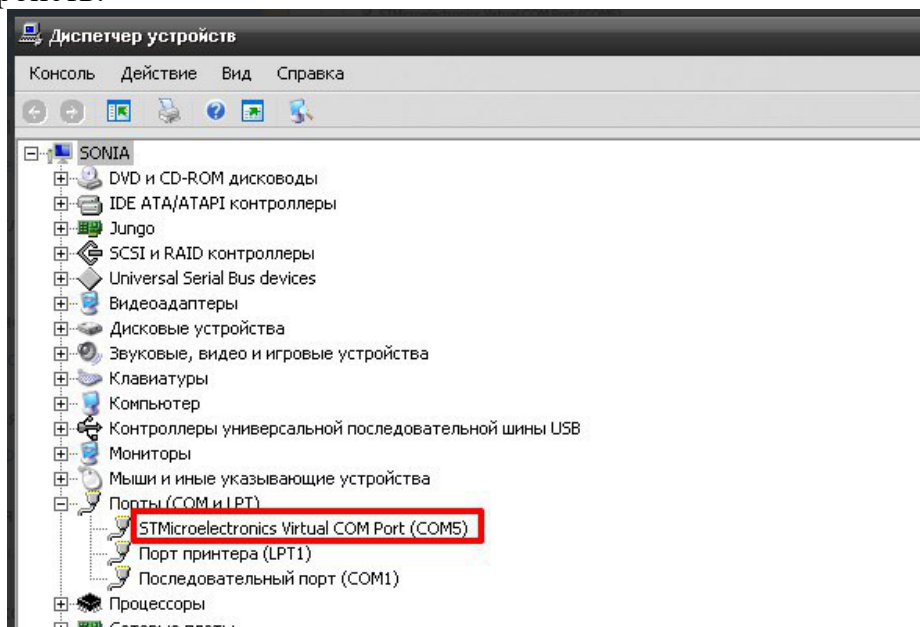 Диспетчер устройств
Консоль Действие Вид Справка
SONIA
DVD и CD-ROM дисководы
IDE ATA/ATAPI контроллеры
Jungo
SCSI и RAID контроллеры
Universal Serial Bus devices
Видеоадаптеры
Дисковые устройства
Звуковые, видео и игровые устройства
Клавиатуры
Компьютер
Контроллеры универсальной последовательной шины USB
Мониторы
Мыши и иные указывающие устройства
Порты (COM и LPT)
STMicroelectronics Virtual COM Port (COM5)
Порт принтера (LPT1)
Последовательный порт (COM1)
Процессоры